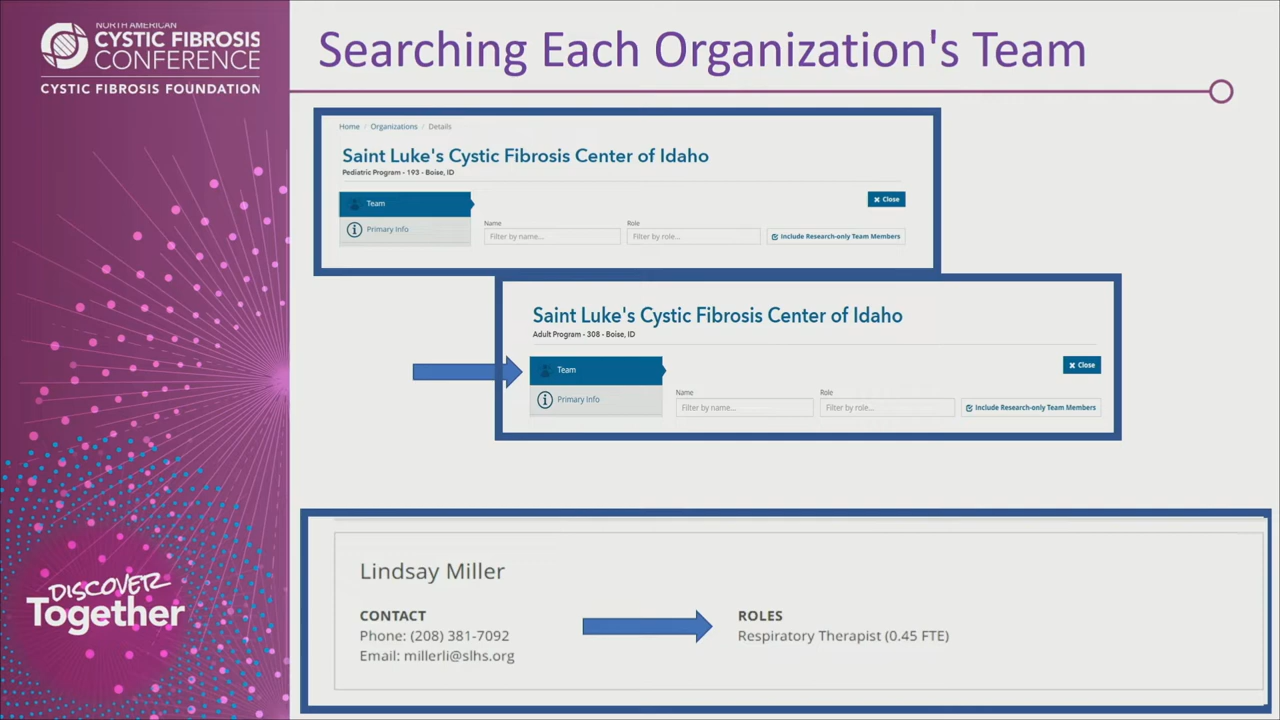 NORTH AMERICAN
CYSTIC FIBROSIS
CONFERENCE
CYSTIC FIBROSIS FOUNDATION
Searching Each Organization's Team
Home / Organizations / Details
Saint Luke's Cystic Fibrosis Center of Idaho
Pediatric Program - 193 - Boise, ID
Team
Close
Primary Info
Name
Role
Filter by name...
Filter by role...
Include Research-only Team Members
Saint Luke's Cystic Fibrosis Center of Idaho
Adult Program - 308 - Boise, ID
Team
Close
Primary Info
Name
Role
Filter by name...
Filter by role...
Include Research-only Team Members
Lindsay Miller
CONTACT
Phone: (208) 381-7092
Email: millerli@slhs.org
ROLES
Respiratory Therapist (0.45 FTE)
DISCOVER
Together